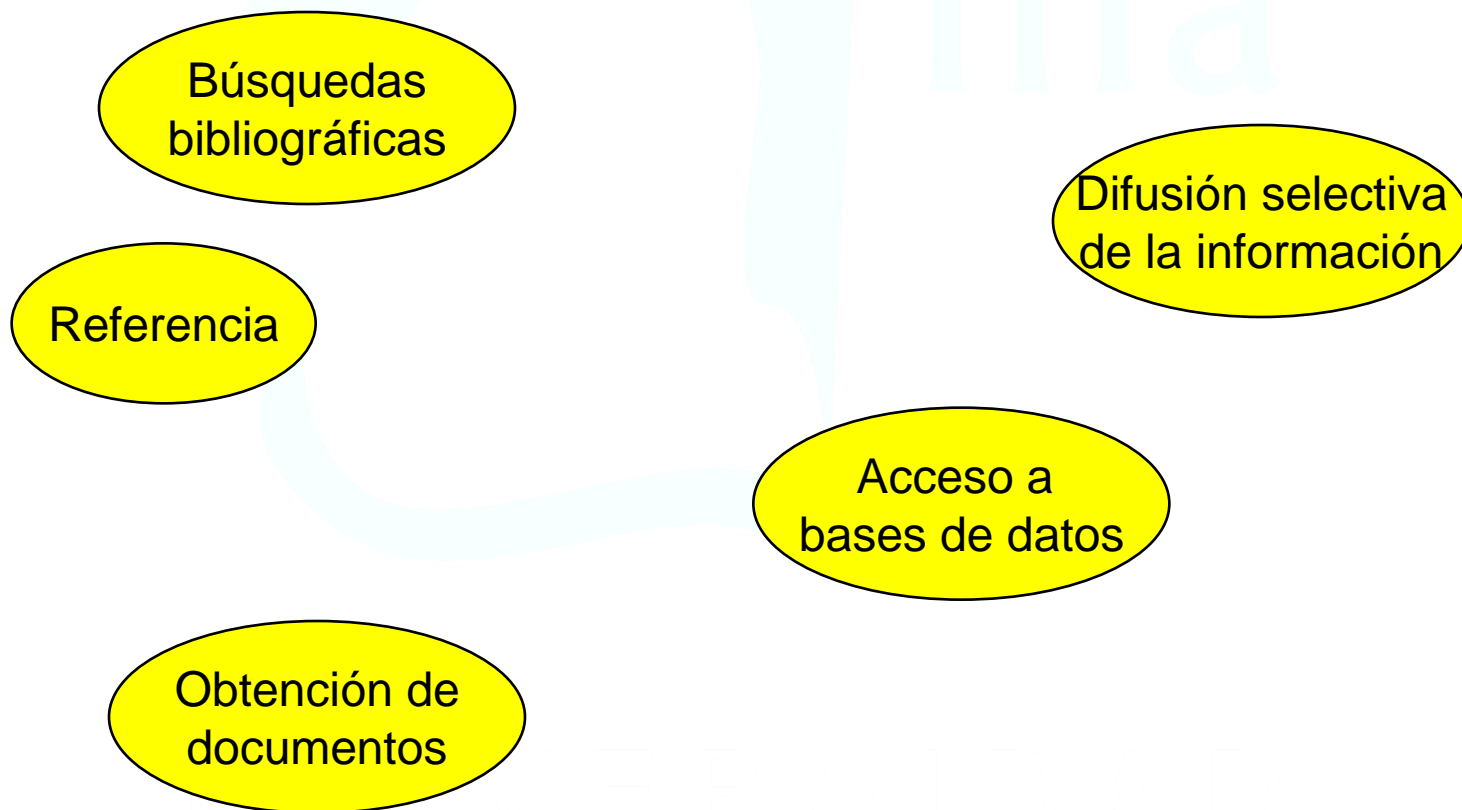 Búsquedas
bibliográficas
Difusión selectiva
de la información
Referencia
Acceso a
bases de datos
Obtención de
documentos